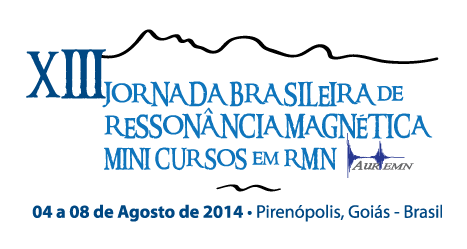 XIII JORNADA BRASILEIRA DE
RESSONÂNCIA MAGNÉTICA
MINI CURSOS EM RMN AUREMN
04 a 08 de Agosto de 2014 • Pirenópolis, Goiás - Brasil